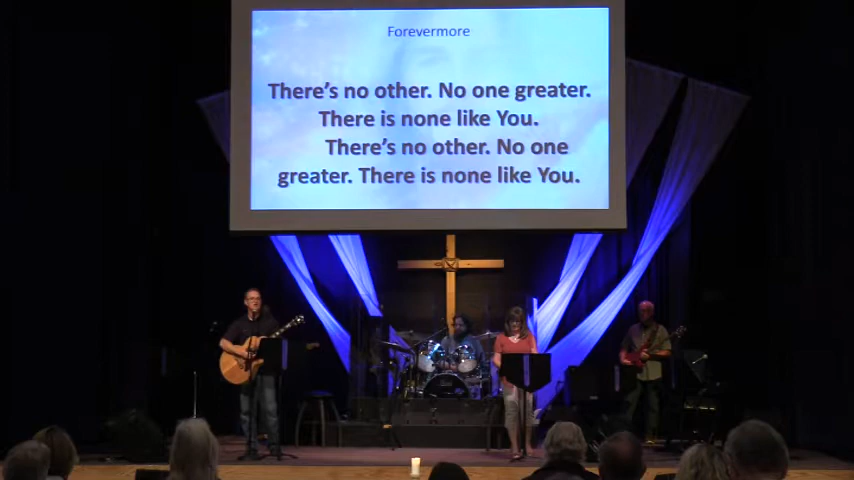 Forevermore
There's no other. No one greater.
There is none like You.
There's no other. No one
greater. There is none like You.